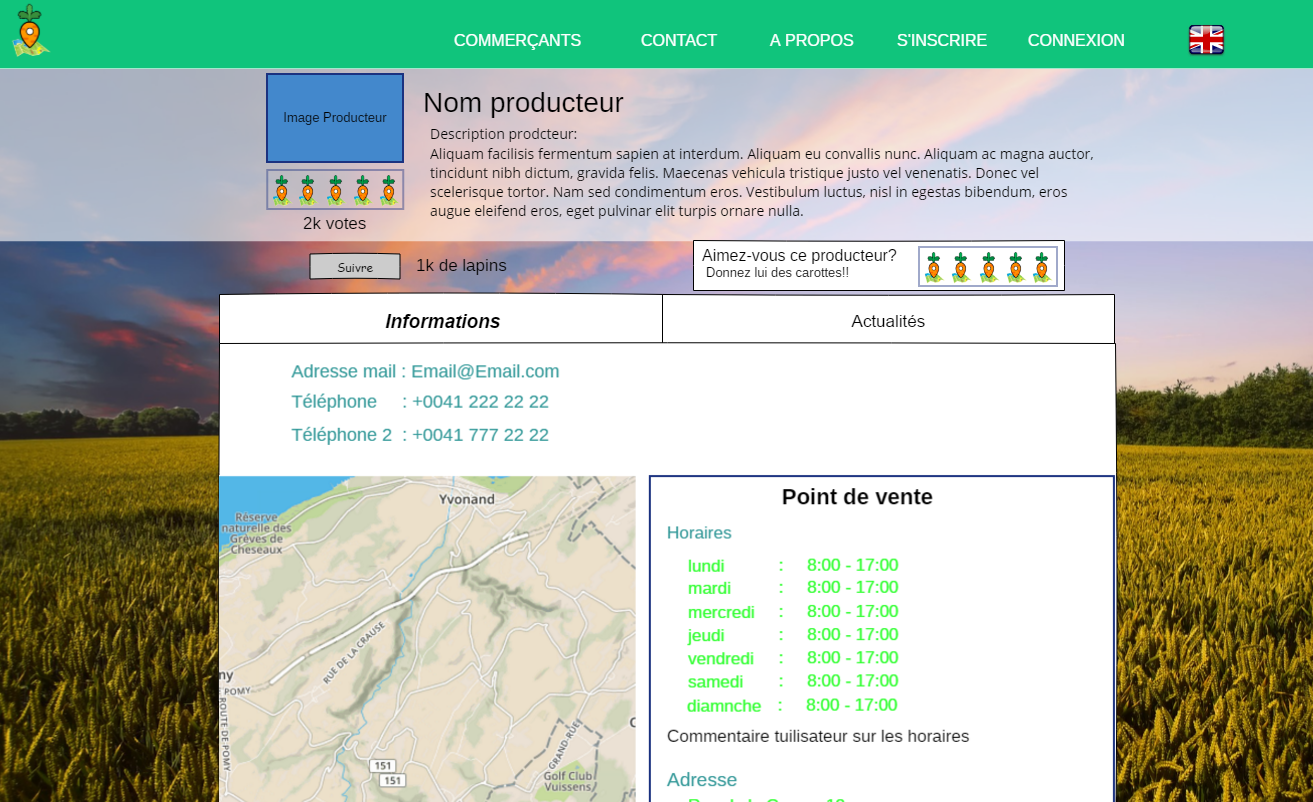 COMMERÇANTS CONTACT A PROPOS S'INSCRIRE CONNEXION
Image Producteur
Nom producteur
Description prodcteur:
Aliquam facilisis fermentum sapien at interdum. Aliquam eu convallis nunc. Aliquam ac magna auctor,
tincidunt nibh dictum, gravida felis. Maecenas vehicula tristique justo vel venenatis. Donec vel
scelerisque tortor. Nam sed condimentum eros. Vestibulum luctus, nisl in egestas bibendum, eros
augue eleifend eros, eget pulvinar elit turpis ornare nulla.
2k votes
Suivre
1k de lapins
Aimez-vous ce producteur?
Donnez lui des carottes!!
Informations
Actualités
Adresse mail : Email@Email.com
Téléphone : +0041 222 22 22
Téléphone 2 : +0041 777 22 22
Yvonand
Réserve
naturelle des
Grèves de
Cheseaux
RUE DE LA CRAUSE
ny
POMY
ROUTE DE POMY
151
151
GRAND-RUE
Golf Club
Vuissens
Point de vente
Horaires
lundi : 8:00 - 17:00
mardi : 8:00 - 17:00
mercredi : 8:00 - 17:00
jeudi : 8:00 - 17:00
vendredi : 8:00 - 17:00
samedi : 8:00 - 17:00
diamnche : 8:00 - 17:00
Commentaire tuilisateur sur les horaires
Adresse